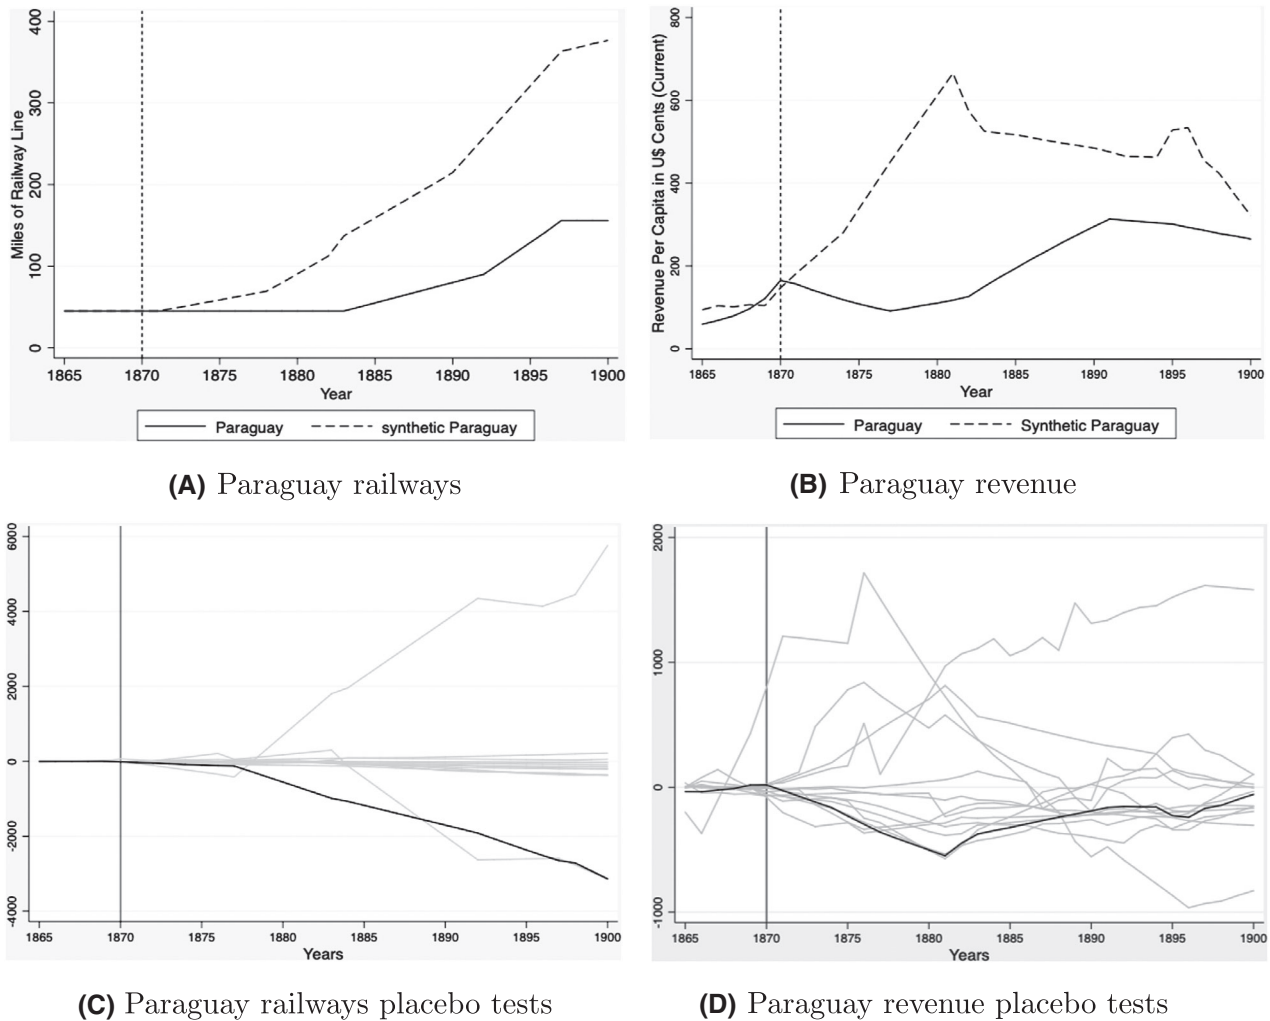 Miles of Railway Line
400
300
200
100
0
1865 1870 1875 1880 1885 1890 1895 1900
Year
Paraguay synthetic Paraguay
(A) Paraguay railways
Revenue Per Capita in U$ Cents (Current)
800
600
400
200
0
1865 1870 1875 1880 1885 1890 1895 1900
Year
Paraguay Synthetic Paraguay
(B) Paraguay revenue
6000
4000
2000
0
-2000
-4000
1865 1870 1875 1880 1885 1890 1895 1900
Years
(C) Paraguay railways placebo tests
2000
1000
0
-1000
1865 1870 1875 1880 1885 1890 1895 1900
Years
(D) Paraguay revenue placebo tests